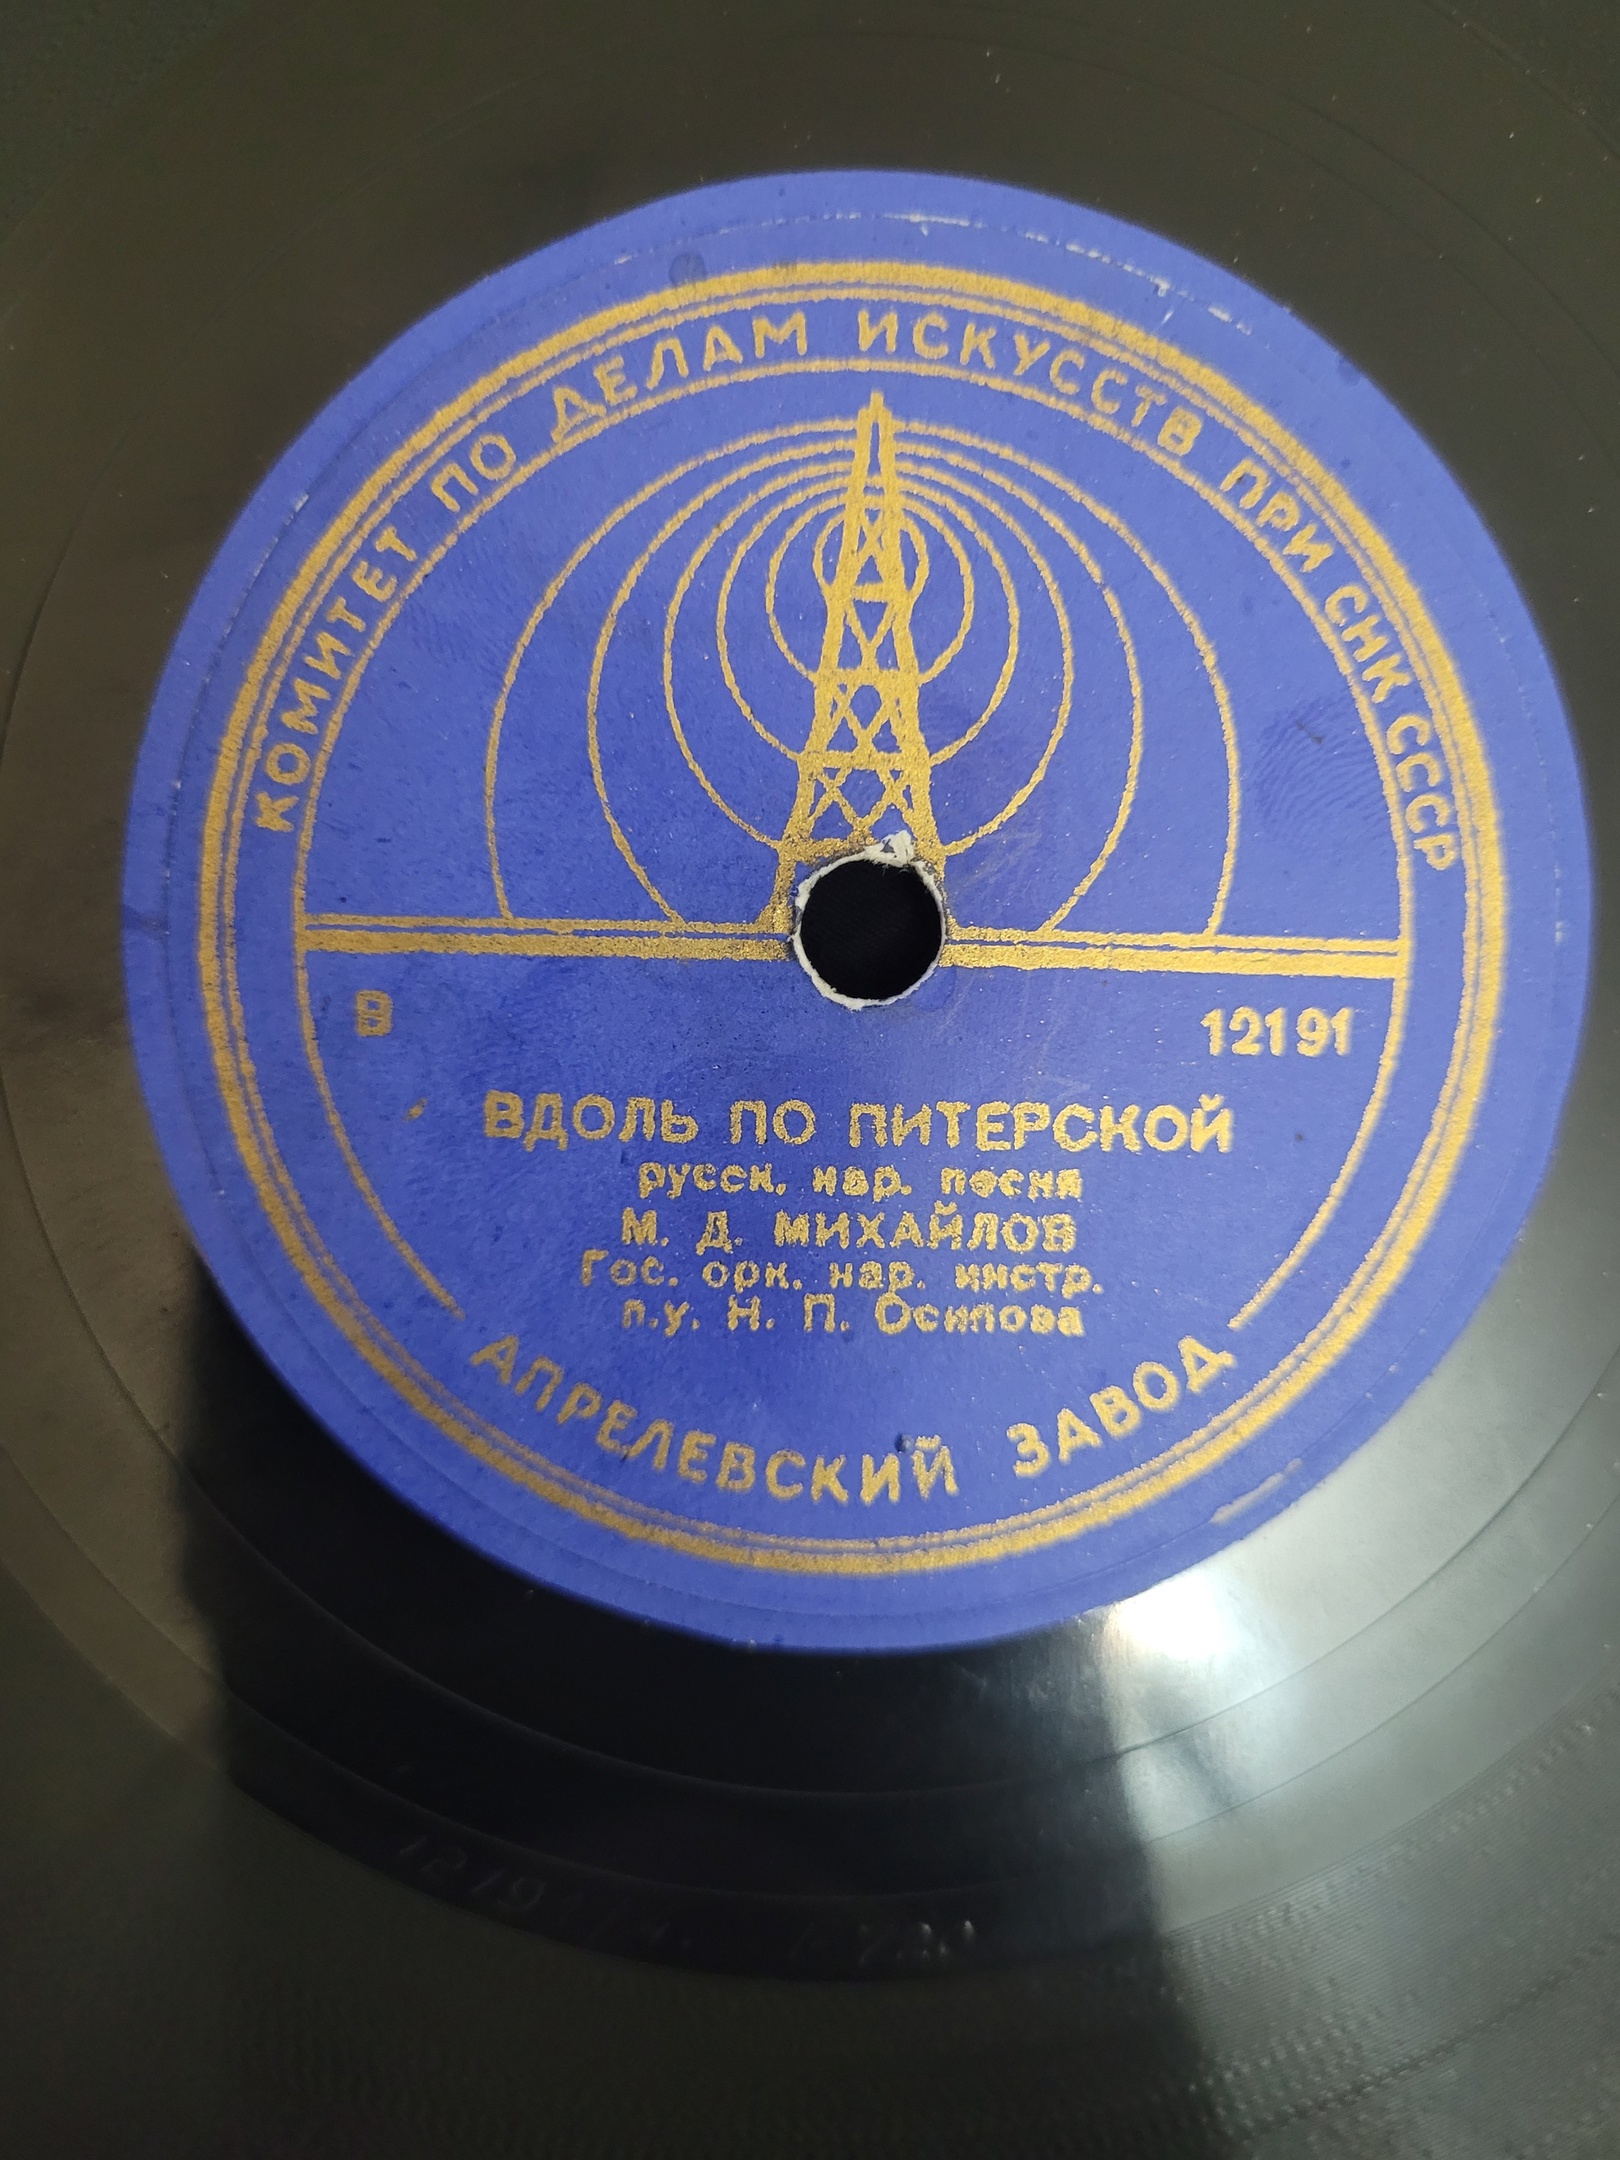 КОМИТЕТ ПО ДЕЛАМ ИСКУССТВ ПРИ СНК СССР
В 12191
ВДОЛЬ ПО ПИТЕРСКОЙ
русск. нар. песня
М. Д. МИХАЙЛОВ
Гос. орк. нар. инстр.
п.у. Н. П. Осипова
АПРЕЛЕВСКИЙ ЗАВОД